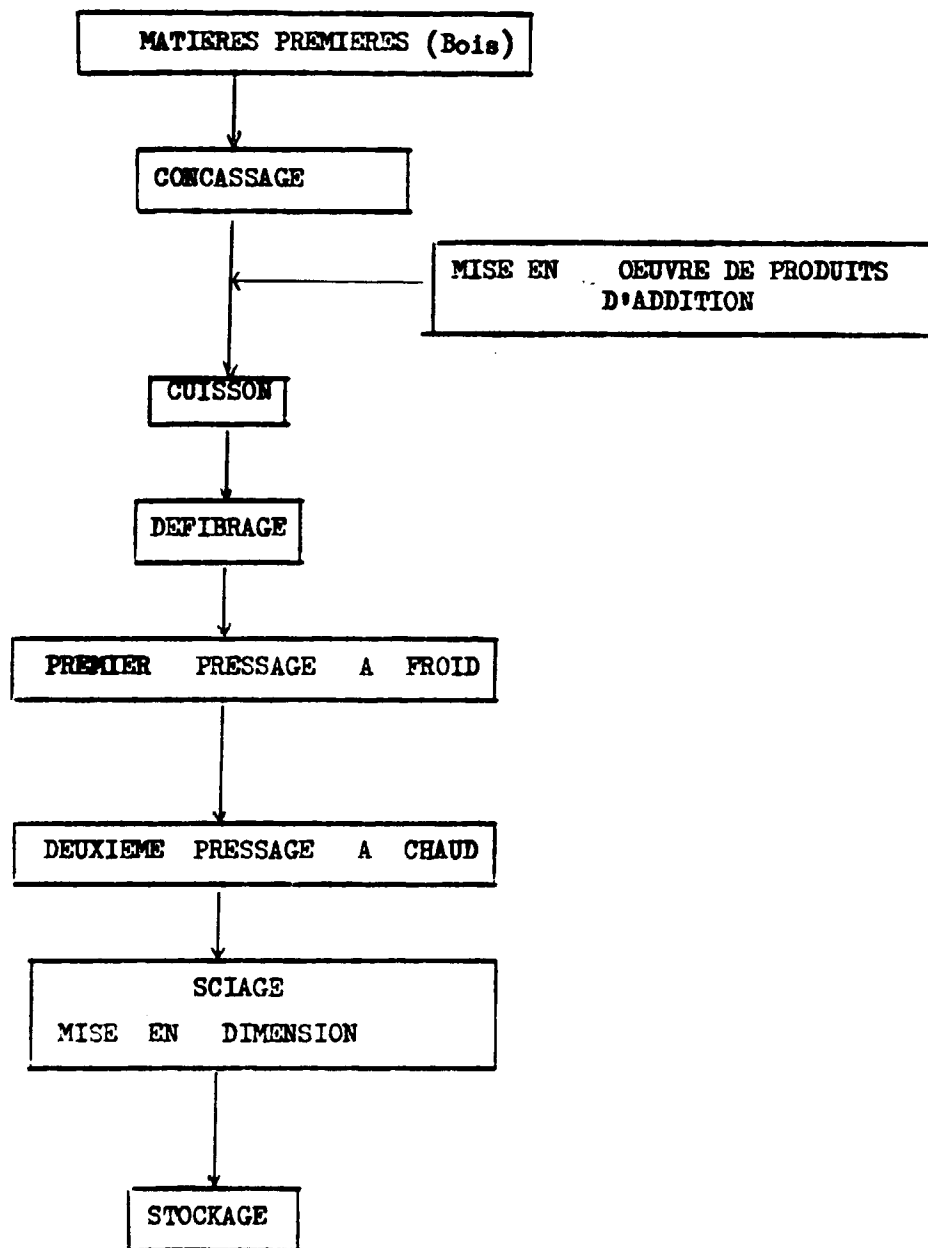 MATIERES PREMIERES (Bois)
CONCASSAGE
MISE EN OEUVRE DE PRODUITS
D'ADDITION
CUISSON
DEFIBRAGE
PREMIER PRESSAGE A FROID
DEUXIEME PRESSAGE A CHAUD
SCIAGE
MISE EN DIMENSION
STOCKAGE